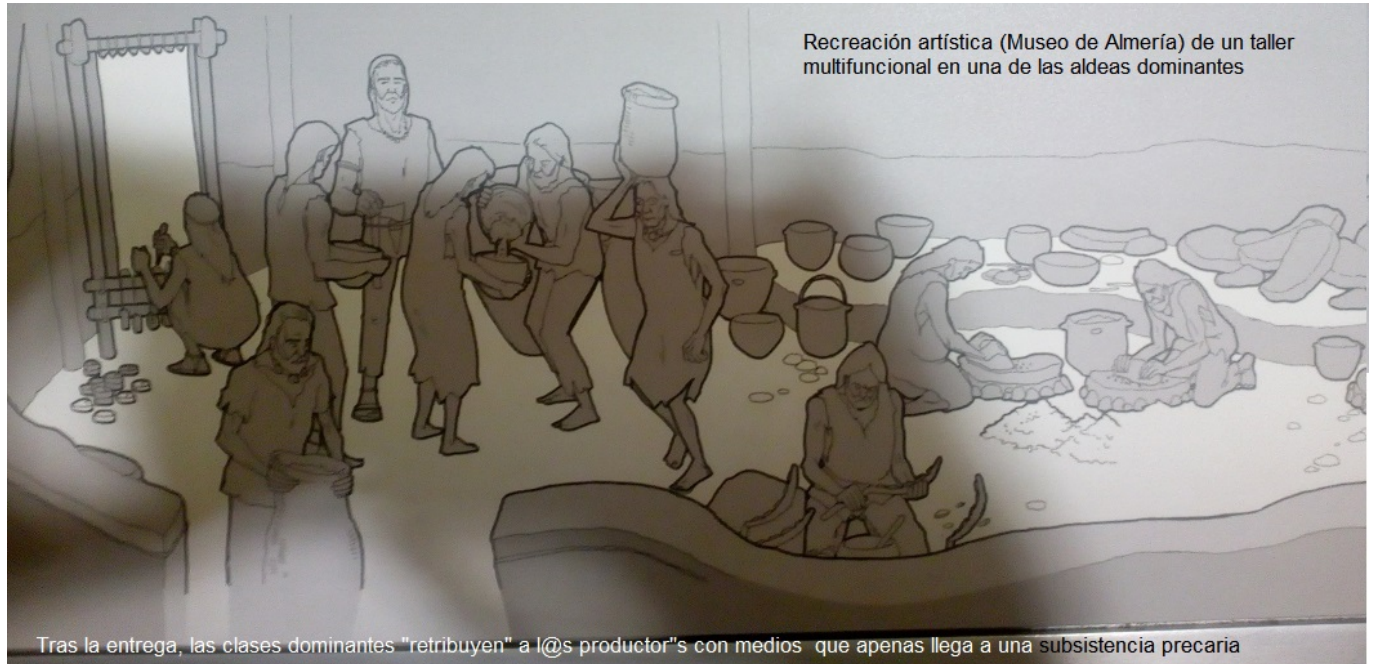 Recreación artística (Museo de Almería) de un taller
multifuncional en una de las aldeas dominantes
Tras la entrega, las clases dominantes "retribuyen" a l@s productor"s con medios que apenas llega a una subsistencia precaria